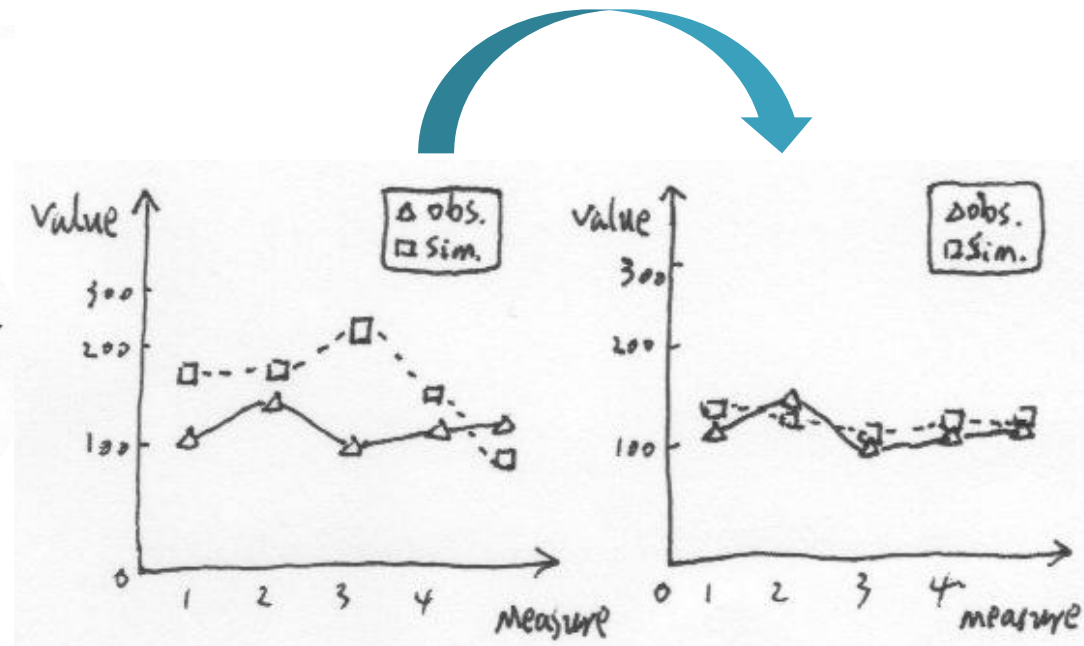 Value
△ obs.
□ Sim.
300
200
100
0
1 2 3 4
Measure
Value
△ obs.
□ Sim.
300
200
100
0 1 2 3 4
measure